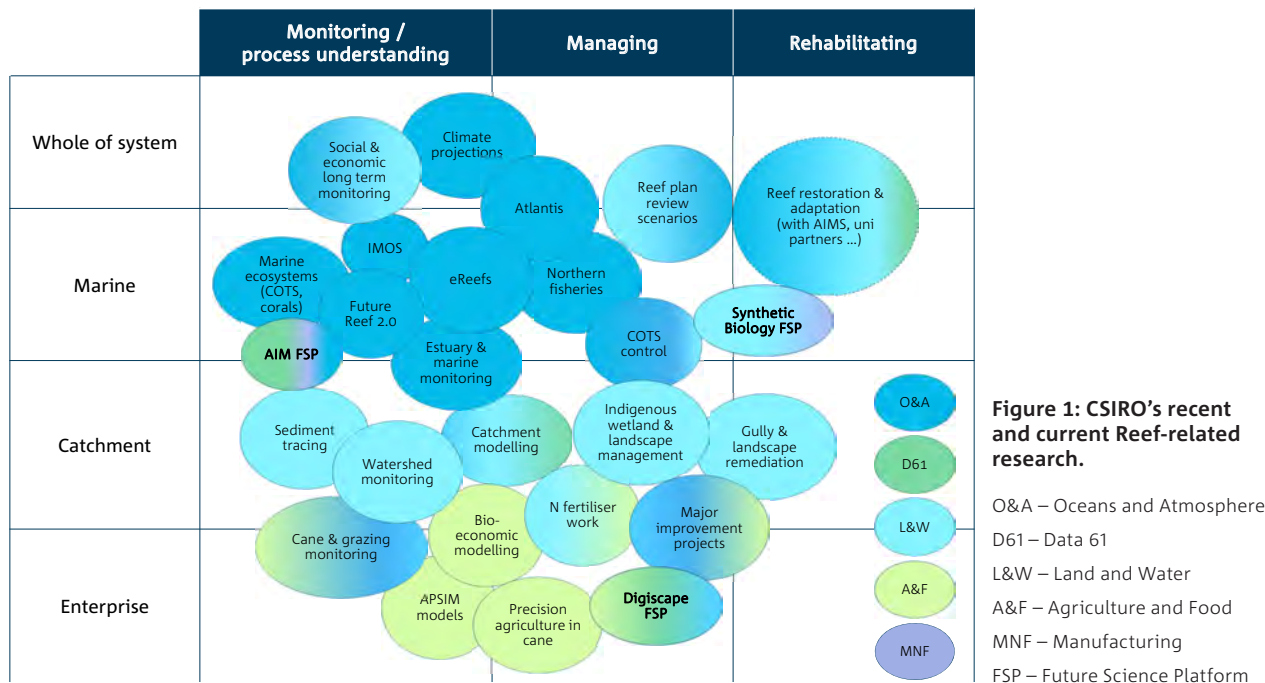 Monitoring /
process understanding
Managing
Rehabilitating
Whole of system
Social &
economic
long term
monitoring
Climate
projections
Atlantis
Reef plan
review
scenarios
Reef restoration &
adaptation
(with AIMS, uni
partners ...)
Marine
Marine
ecosystems
(COTS,
corals)
IMOS
Future
Reef 2.0
eReefs
Northern
fisheries
AIM FSP
Estuary &
marine
monitoring
COTS
control
Synthetic
Biology FSP
Catchment
Sediment
tracing
Watershed
monitoring
Catchment
modelling
Indigenous
wetland &
landscape
management
Gully &
landscape
remediation
Enterprise
Cane & grazing
monitoring
Bio-
economic
modelling
N fertiliser
work
Major
improvement
projects
APSIM
models
Precision
agriculture in
cane
Digiscape
FSP
O&A
D61
L&W
A&F
MNF
Figure 1: CSIRO’s recent
and current Reef-related
research.
O&A – Oceans and Atmosphere
D61 – Data 61
L&W – Land and Water
A&F – Agriculture and Food
MNF – Manufacturing
FSP – Future Science Platform